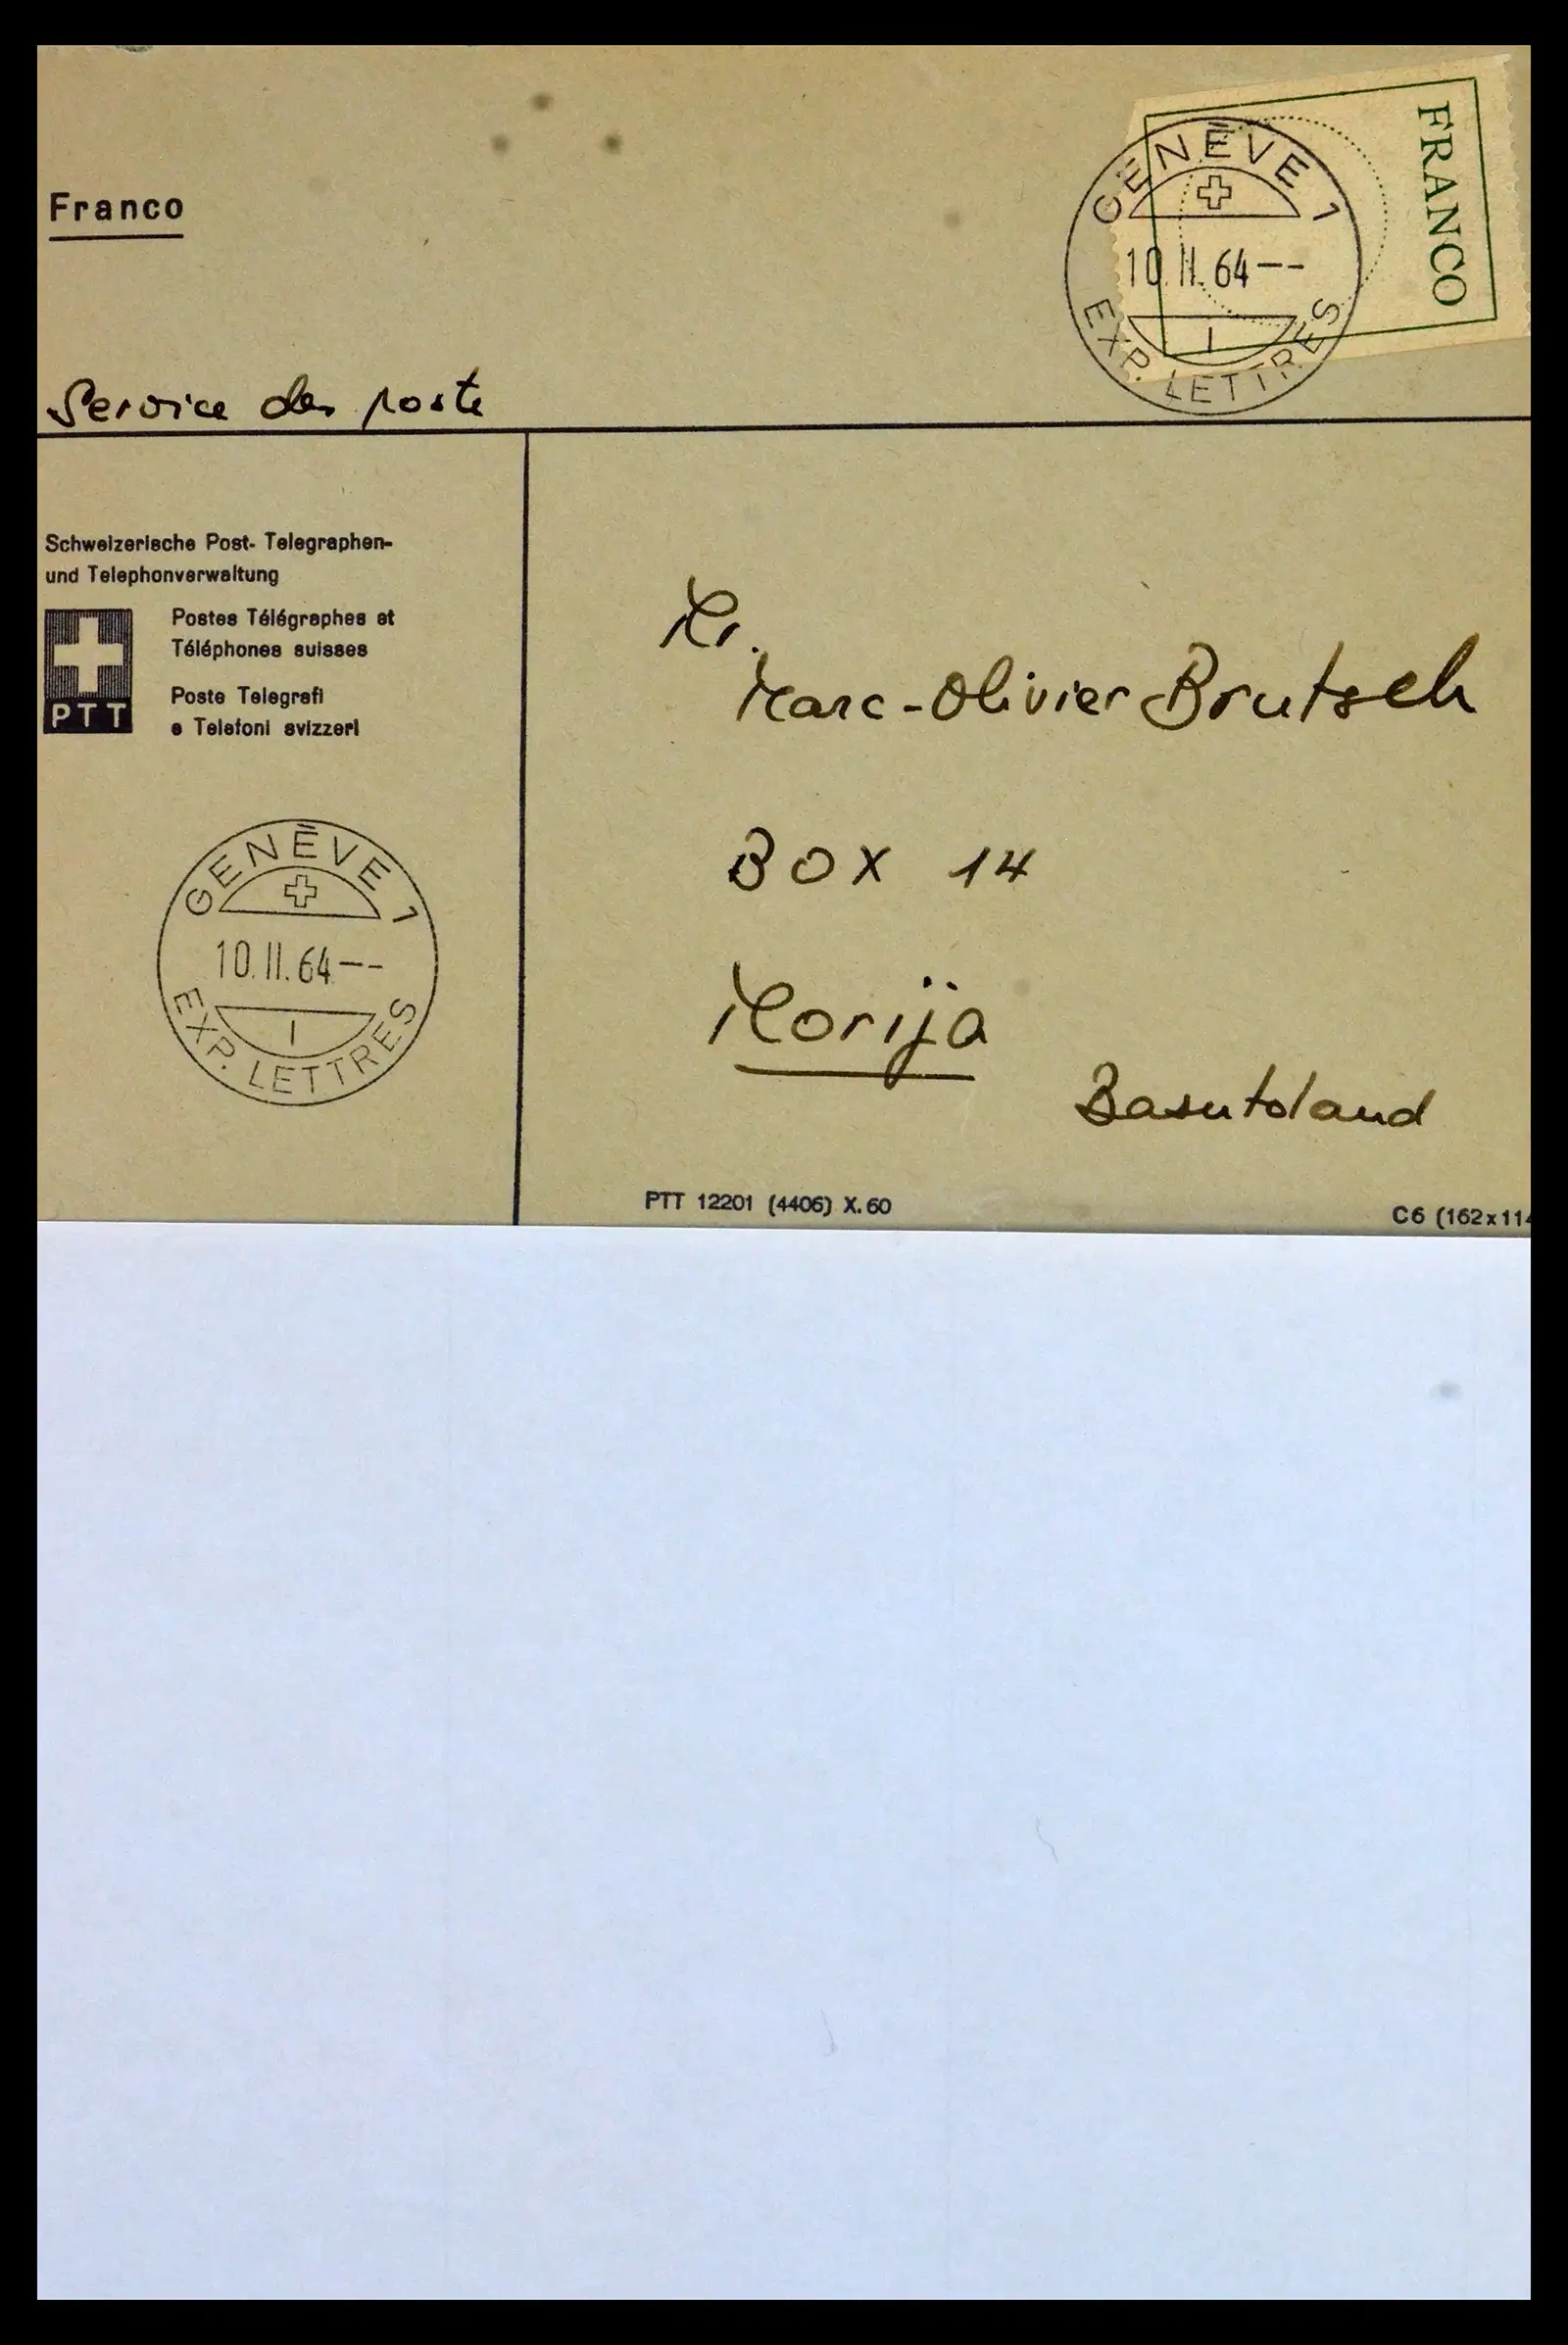 Franco
FRANCO
GENÈVE 1
10.II.64--
EXP. LETTRES
1
Service des poste
Schweizerische Post- Telegraphen-
und Telephonverwaltung
Postes Télégraphes et
Téléphones suisses
Poste Telegrafi
e Telefoni svizzeri
PTT
Mr.
Marc-Olivier Brutsch
BOX 14
Morija
Basutoland
GENÈVE 1
10.II.64--
EXP. LETTRES
1
PTT 12201 (4406) X.60
C6 (162x114